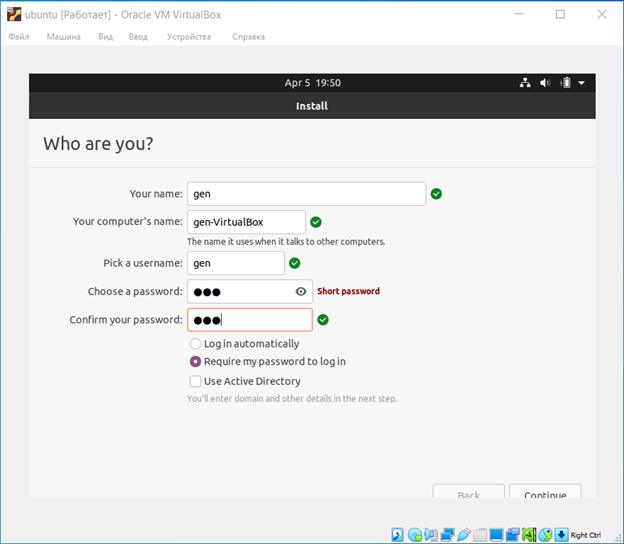 ubuntu [Работает] - Oracle VM VirtualBox
Файл Машина Вид Ввод Устройства Справка
Apr 5 19:50
Install
Who are you?
Your name: gen
Your computer's name: gen-VirtualBox
The name it uses when it talks to other computers.
Pick a username: gen
Choose a password: ●●● Short password
Confirm your password: ●●●
Log in automatically
Require my password to log in
Use Active Directory
You'll enter domain and other details in the next step.
Back Continue
Right Ctrl